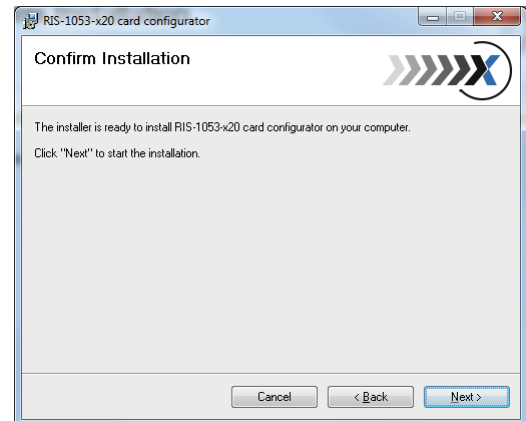 RIS-1053-x20 card configurator
Confirm Installation
The installer is ready to install RIS-1053-x20 card configurator on your computer.
Click "Next" to start the installation.
Cancel
< Back
Next >